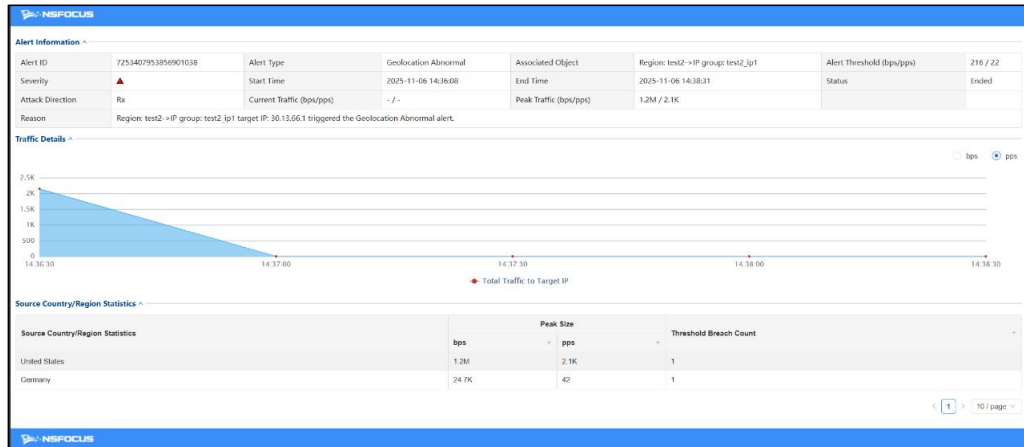 NSFOCUS
Alert Information
Alert ID 7253407953856901038 Alert Type Geolocation Abnormal Associated Object Region: test2->IP group: test2_ip1 Alert Threshold (bps/pps) 216 / 22
Severity Start Time 2025-11-06 14:36:08 End Time 2025-11-06 14:38:31 Status Ended
Attack Direction Rx Current Traffic (bps/pps) - / - Peak Traffic (bps/pps) 1.2M / 2.1K
Reason Region: test2->IP group: test2_ip1 target IP: 30.13.66.1 triggered the Geolocation Abnormal alert.
Traffic Details
bps pps
2.5K
2K
1.5K
1K
500
0
14:36:30 14:37:00 14:37:30 14:38:00 14:38:30
Total Traffic to Target IP
Source Country/Region Statistics
Source Country/Region Statistics Peak Size Threshold Breach Count
bps pps
United States 1.2M 2.1K 1
Germany 24.7K 42 1
< 1 > 10 / page
NSFOCUS